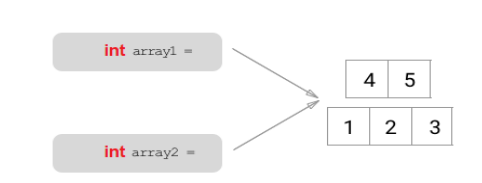 int array1 =
4 5
1 2 3
int array2 =